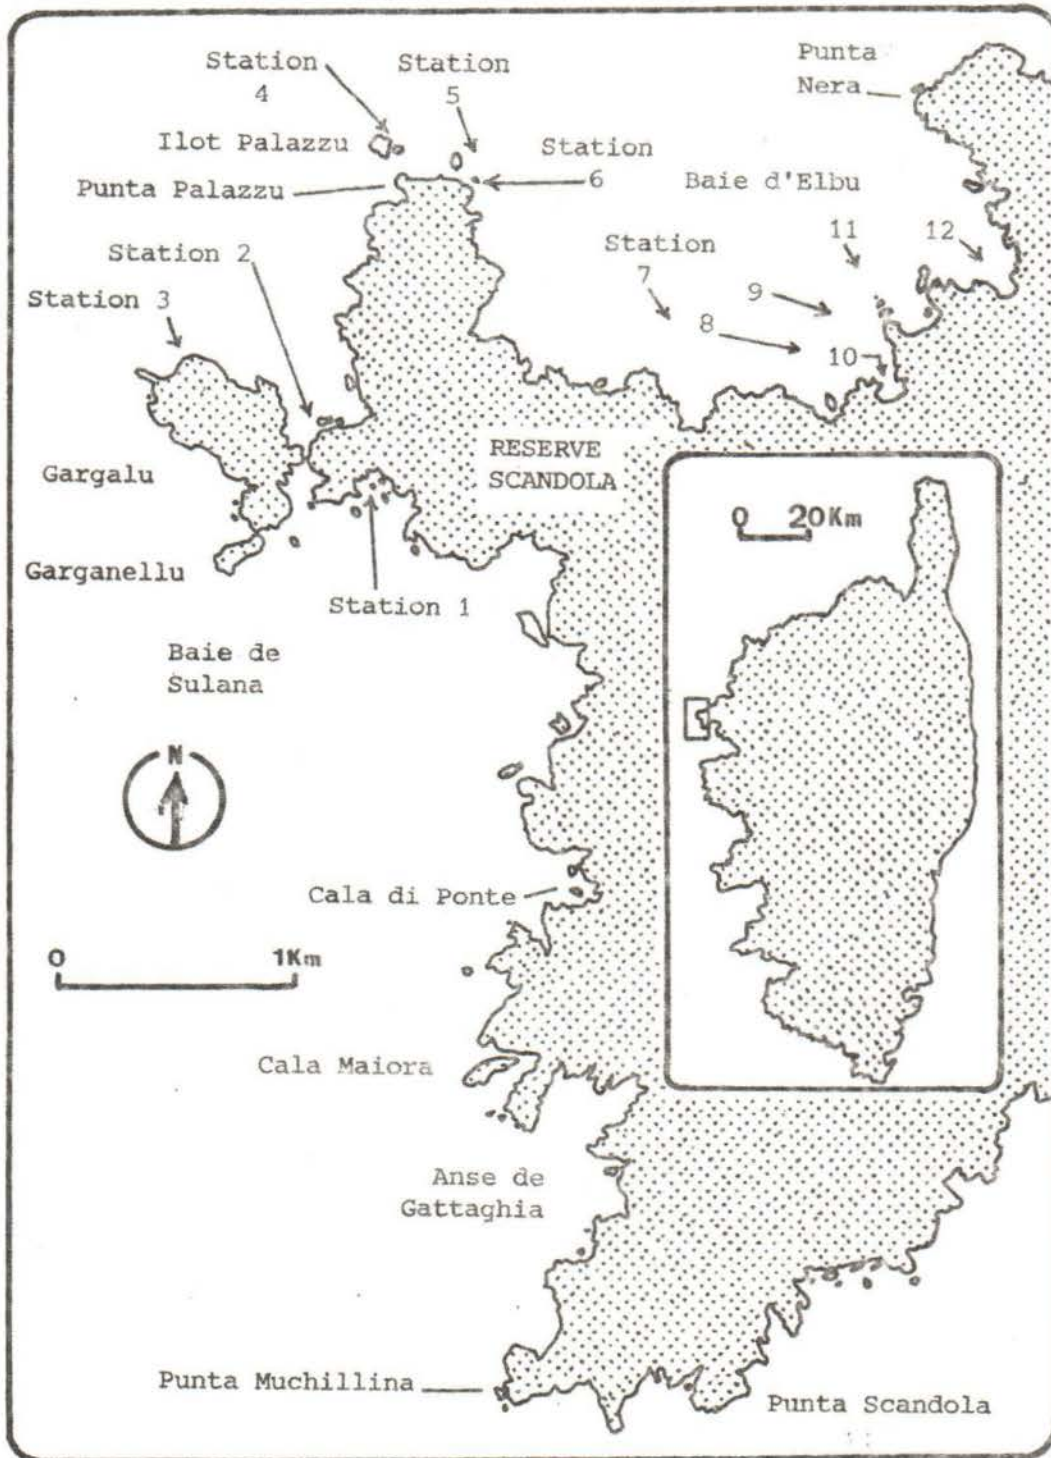 Station
4
Station
5
Punta
Nera
Ilot Palazzu
Station
6
Punta Palazzu
Baie d'Elbu
Station 2
Station
7
11
12
Station 3
9
8
10
RESERVE
SCANDOLA
Gargalu
Garganellu
Station 1
0 20Km
Baie de
Sulana
N
Cala di Ponte
0 1Km
Cala Maiora
Anse de
Gattaghia
Punta Muchillina
Punta Scandola